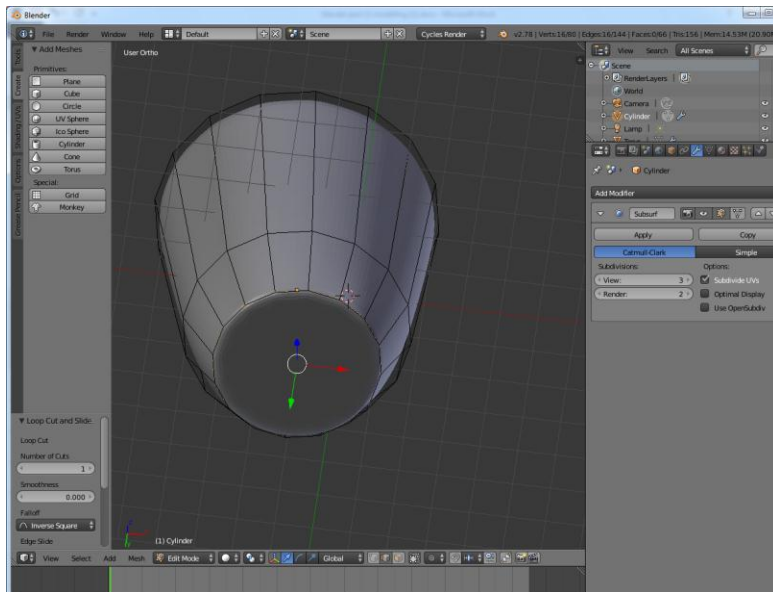 Blender
File Render Window Help Default Scene Cycles Render v2.78 | Verts:16/80 | Edges:16/144 | Faces:0/66 | Tris:156 | Mem:14.53M (20.90M
Tools
Create
Shading / UVs
Options
Grease Pencil
Add Meshes
Primitives:
Plane
Cube
Circle
UV Sphere
Ico Sphere
Cylinder
Cone
Torus
Special:
Grid
Monkey
Loop Cut and Slide
Loop Cut
Number of Cuts
1
Smoothness
0.000
Falloff
Inverse Square
Edge Slide
User Ortho
(1) Cylinder
View Select Add Mesh Edit Mode Global
View Search All Scenes
Scene
RenderLayers
World
Camera
Cylinder
Lamp
Cylinder
Add Modifier
Subsurf
Apply Copy
Catmull-Clark Simple
Subdivisions: Options:
View: 3 Subdivide UVs
Render: 2 Optimal Display
Use OpenSubdiv